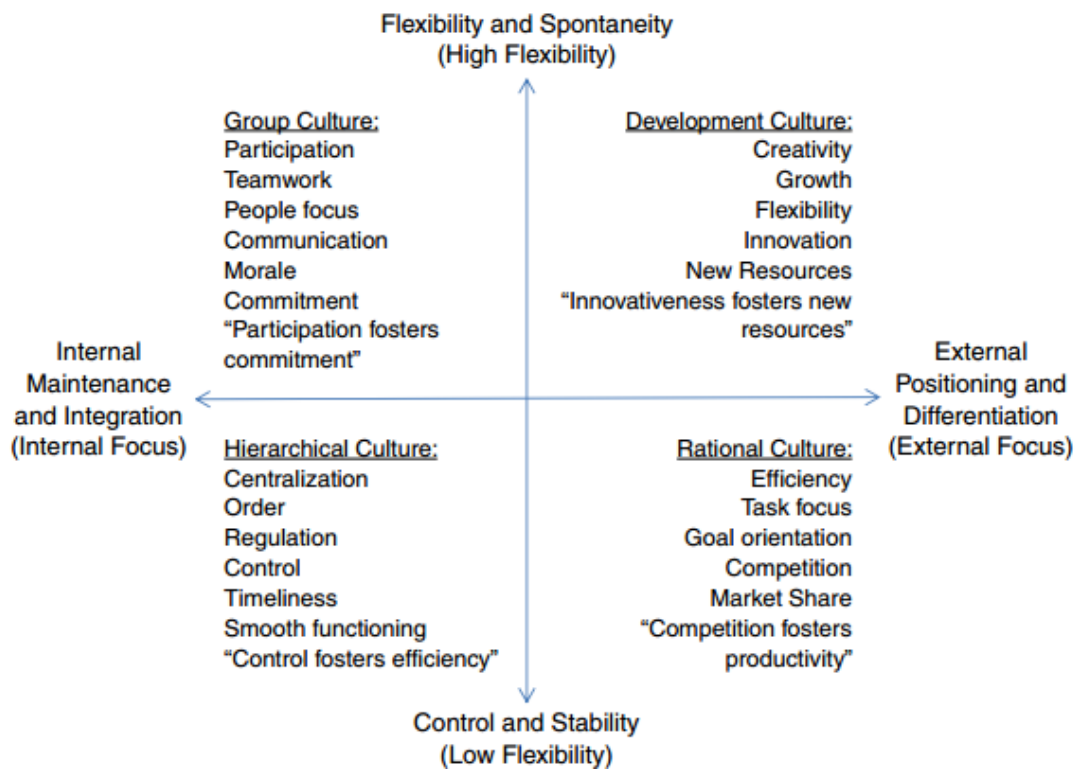 Flexibility and Spontaneity
(High Flexibility)
Group Culture:
Participation
Teamwork
People focus
Communication
Morale
Commitment
“Participation fosters
commitment”
Development Culture:
Creativity
Growth
Flexibility
Innovation
New Resources
“Innovativeness fosters new
resources”
Internal
Maintenance
and Integration
(Internal Focus)
External
Positioning and
Differentiation
(External Focus)
Hierarchical Culture:
Centralization
Order
Regulation
Control
Timeliness
Smooth functioning
“Control fosters efficiency”
Rational Culture:
Efficiency
Task focus
Goal orientation
Competition
Market Share
“Competition fosters
productivity”
Control and Stability
(Low Flexibility)